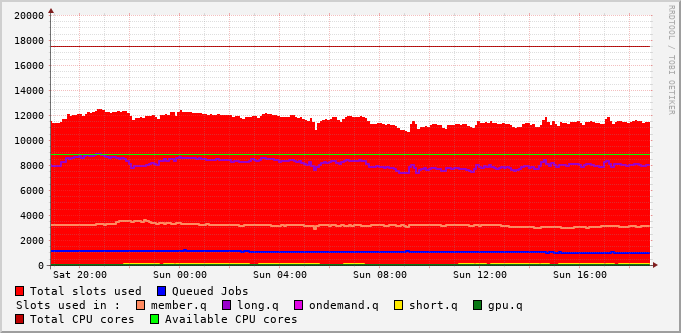 RRDTOOL / TOBI OETIKER
20000
18000
16000
14000
12000
10000
8000
6000
4000
2000
0
Sat 20:00 Sun 00:00 Sun 04:00 Sun 08:00 Sun 12:00 Sun 16:00
Total slots used Queued Jobs
Slots used in : member.q long.q ondemand.q short.q gpu.q
Total CPU cores Available CPU cores